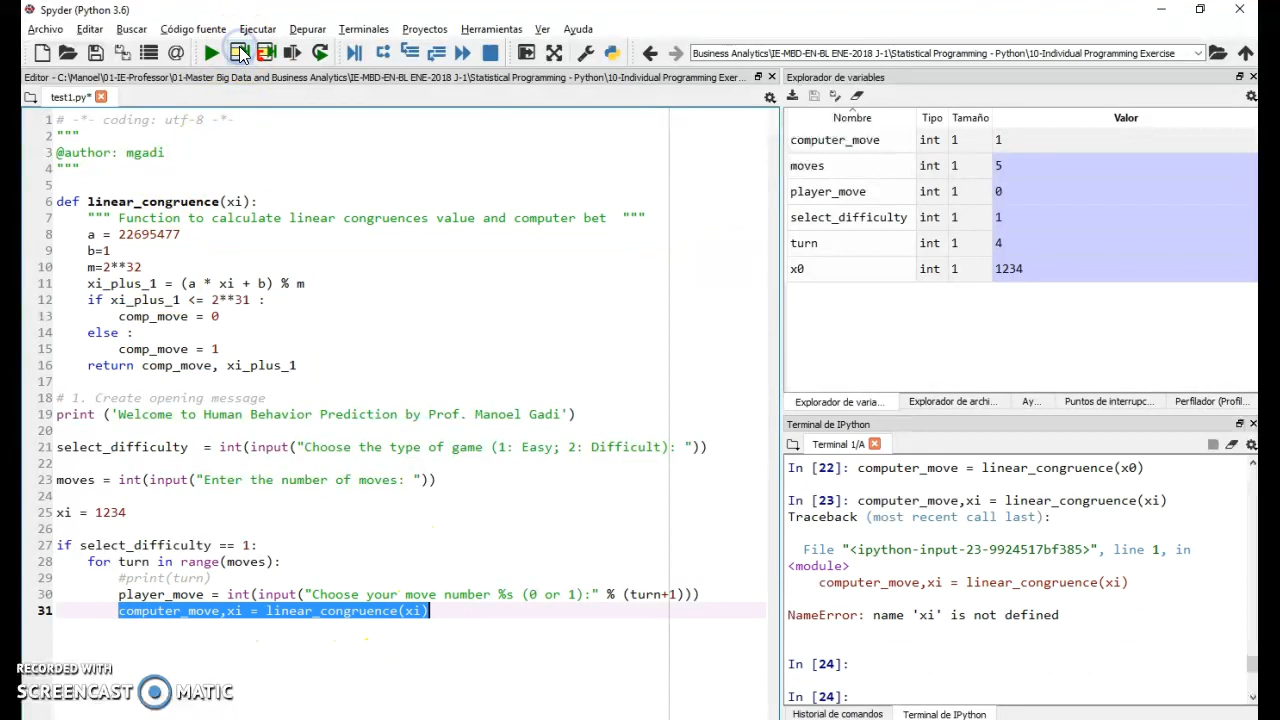 Spyder (Python 3.6)
Archivo Editar Buscar Código fuente Ejecutar Depurar Terminales Proyectos Herramientas Ver Ayuda
Business Analytics\IE-MBD-EN-BL ENE-2018 J-1\Statistical Programming - Python\10-Individual Programming Exercise
Editor - C:\Manoel\01-IE-Professor\01-Master Big Data and Business Analytics\IE-MBD-EN-BL ENE-2018 J-1\Statistical Programming - Python\10-Individual Programming Exer...
test1.py*
1 # -*- coding: utf-8 -*-
2 """
3 @author: mgadi
4 """
5
6 def linear_congruence(xi):
7 """ Function to calculate linear congruences value and computer bet """
8 a = 22695477
9 b=1
10 m=2**32
11 xi_plus_1 = (a * xi + b) % m
12 if xi_plus_1 <= 2**31 :
13 comp_move = 0
14 else :
15 comp_move = 1
16 return comp_move, xi_plus_1
17
18 # 1. Create opening message
19 print ('Welcome to Human Behavior Prediction by Prof. Manoel Gadi')
20
21 select_difficulty = int(input("Choose the type of game (1: Easy; 2: Difficult): "))
22
23 moves = int(input("Enter the number of moves: "))
24
25 xi = 1234
26
27 if select_difficulty == 1:
28 for turn in range(moves):
29 #print(turn)
30 player_move = int(input("Choose your move number %s (0 or 1):" % (turn+1)))
31 computer_move,xi = linear_congruence(xi)
RECORDED WITH
SCREENCAST MATIC
Explorador de variables
Nombre Tipo Tamaño Valor
computer_move int 1 1
moves int 1 5
player_move int 1 0
select_difficulty int 1 1
turn int 1 4
x0 int 1 1234
Explorador de varia... Explorador de archi... Ay... Puntos de interrupc... Perfilador (Profil...
Terminal de IPython
Terminal 1/A
In [22]: computer_move = linear_congruence(x0)
In [23]: computer_move,xi = linear_congruence(xi)
Traceback (most recent call last):
File "<ipython-input-23-9924517bf385>", line 1, in
<module>
computer_move,xi = linear_congruence(xi)
NameError: name 'xi' is not defined
In [24]:
In [24]:
Historial de comandos Terminal de IPython